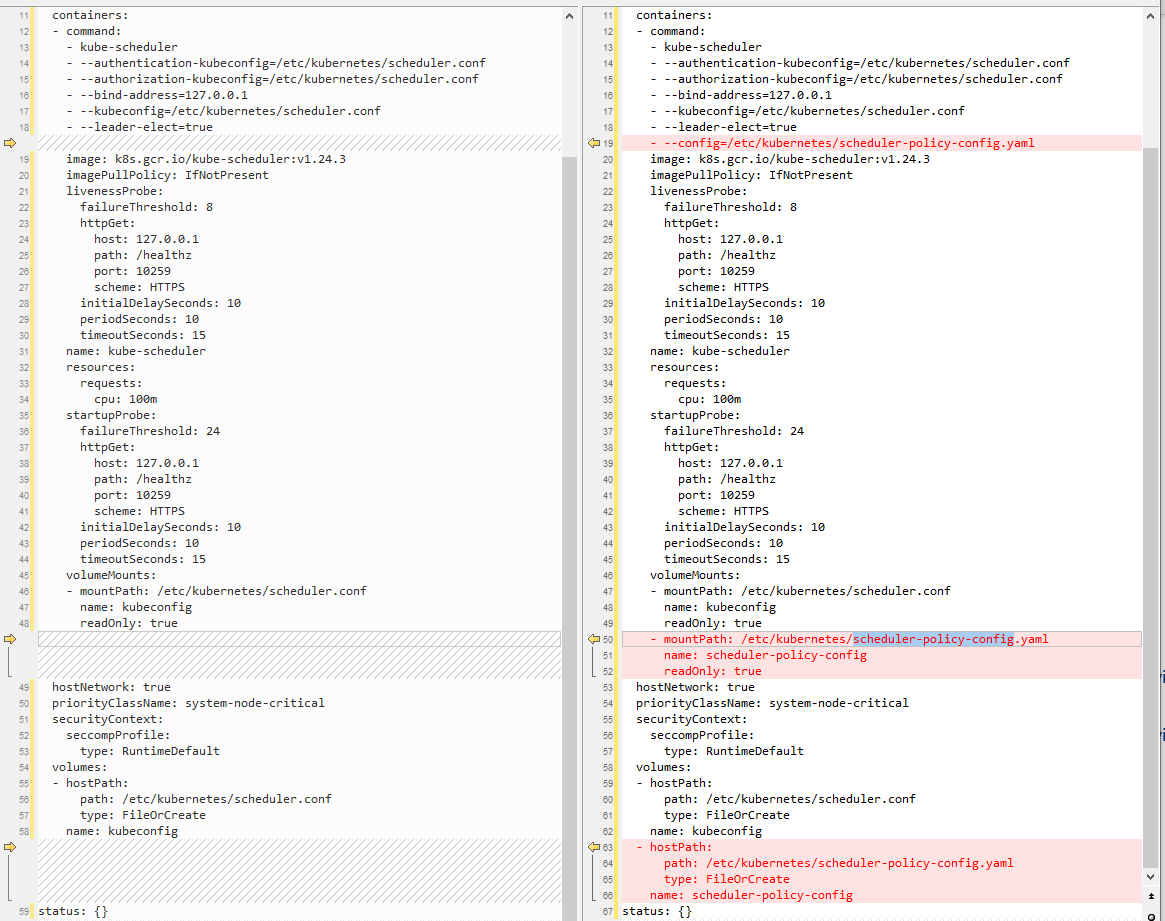 11 containers:
12 - command:
13 - kube-scheduler
14 - --authentication-kubeconfig=/etc/kubernetes/scheduler.conf
15 - --authorization-kubeconfig=/etc/kubernetes/scheduler.conf
16 - --bind-address=127.0.0.1
17 - --kubeconfig=/etc/kubernetes/scheduler.conf
18 - --leader-elect=true
19 image: k8s.gcr.io/kube-scheduler:v1.24.3
20 imagePullPolicy: IfNotPresent
21 livenessProbe:
22 failureThreshold: 8
23 httpGet:
24 host: 127.0.0.1
25 path: /healthz
26 port: 10259
27 scheme: HTTPS
28 initialDelaySeconds: 10
29 periodSeconds: 10
30 timeoutSeconds: 15
31 name: kube-scheduler
32 resources:
33 requests:
34 cpu: 100m
35 startupProbe:
36 failureThreshold: 24
37 httpGet:
38 host: 127.0.0.1
39 path: /healthz
40 port: 10259
41 scheme: HTTPS
42 initialDelaySeconds: 10
43 periodSeconds: 10
44 timeoutSeconds: 15
45 volumeMounts:
46 - mountPath: /etc/kubernetes/scheduler.conf
47 name: kubeconfig
48 readOnly: true
49 hostNetwork: true
50 priorityClassName: system-node-critical
51 securityContext:
52 seccompProfile:
53 type: RuntimeDefault
54 volumes:
55 - hostPath:
56 path: /etc/kubernetes/scheduler.conf
57 type: FileOrCreate
58 name: kubeconfig
59 status: {}
11 containers:
12 - command:
13 - kube-scheduler
14 - --authentication-kubeconfig=/etc/kubernetes/scheduler.conf
15 - --authorization-kubeconfig=/etc/kubernetes/scheduler.conf
16 - --bind-address=127.0.0.1
17 - --kubeconfig=/etc/kubernetes/scheduler.conf
18 - --leader-elect=true
19 - --config=/etc/kubernetes/scheduler-policy-config.yaml
20 image: k8s.gcr.io/kube-scheduler:v1.24.3
21 imagePullPolicy: IfNotPresent
22 livenessProbe:
23 failureThreshold: 8
24 httpGet:
25 host: 127.0.0.1
26 path: /healthz
27 port: 10259
28 scheme: HTTPS
29 initialDelaySeconds: 10
30 periodSeconds: 10
31 timeoutSeconds: 15
32 name: kube-scheduler
33 resources:
34 requests:
35 cpu: 100m
36 startupProbe:
37 failureThreshold: 24
38 httpGet:
39 host: 127.0.0.1
40 path: /healthz
41 port: 10259
42 scheme: HTTPS
43 initialDelaySeconds: 10
44 periodSeconds: 10
45 timeoutSeconds: 15
46 volumeMounts:
47 - mountPath: /etc/kubernetes/scheduler.conf
48 name: kubeconfig
49 readOnly: true
50 - mountPath: /etc/kubernetes/scheduler-policy-config.yaml
51 name: scheduler-policy-config
52 readOnly: true
53 hostNetwork: true
54 priorityClassName: system-node-critical
55 securityContext:
56 seccompProfile:
57 type: RuntimeDefault
58 volumes:
59 - hostPath:
60 path: /etc/kubernetes/scheduler.conf
61 type: FileOrCreate
62 name: kubeconfig
63 - hostPath:
64 path: /etc/kubernetes/scheduler-policy-config.yaml
65 type: FileOrCreate
66 name: scheduler-policy-config
67 status: {}